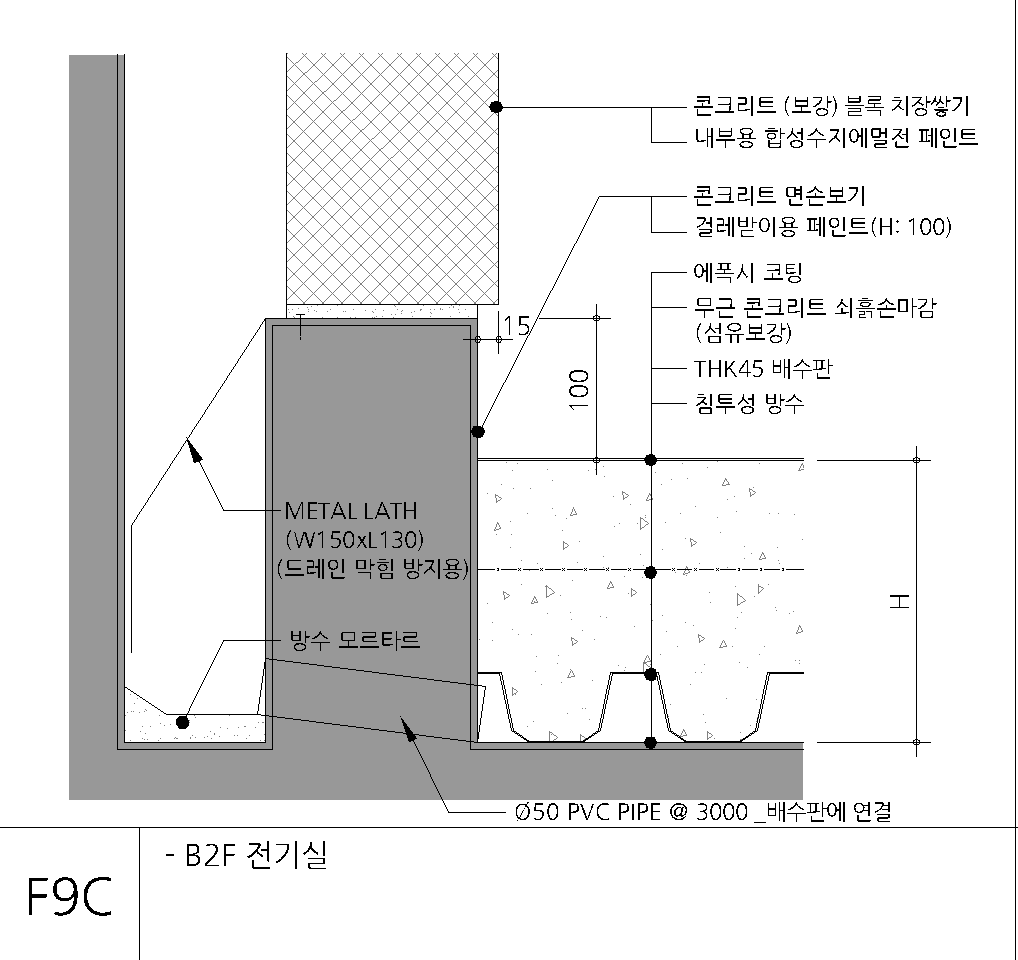 콘크리트 (보강) 블록 치장쌓기
내부용 합성수지에멀전 페인트
콘크리트 면손보기
걸레받이용 페인트(H: 100)
에폭시 코팅
무근 콘크리트 쇠흙손마감
(섬유보강)
THK45 배수판
침투성 방수
15
100
METAL LATH
(W150xL130)
(드레인 막힘 방지용)
H
방수 모르타르
Ø50 PVC PIPE @ 3000 _배수판에 연결
F9C
- B2F 전기실